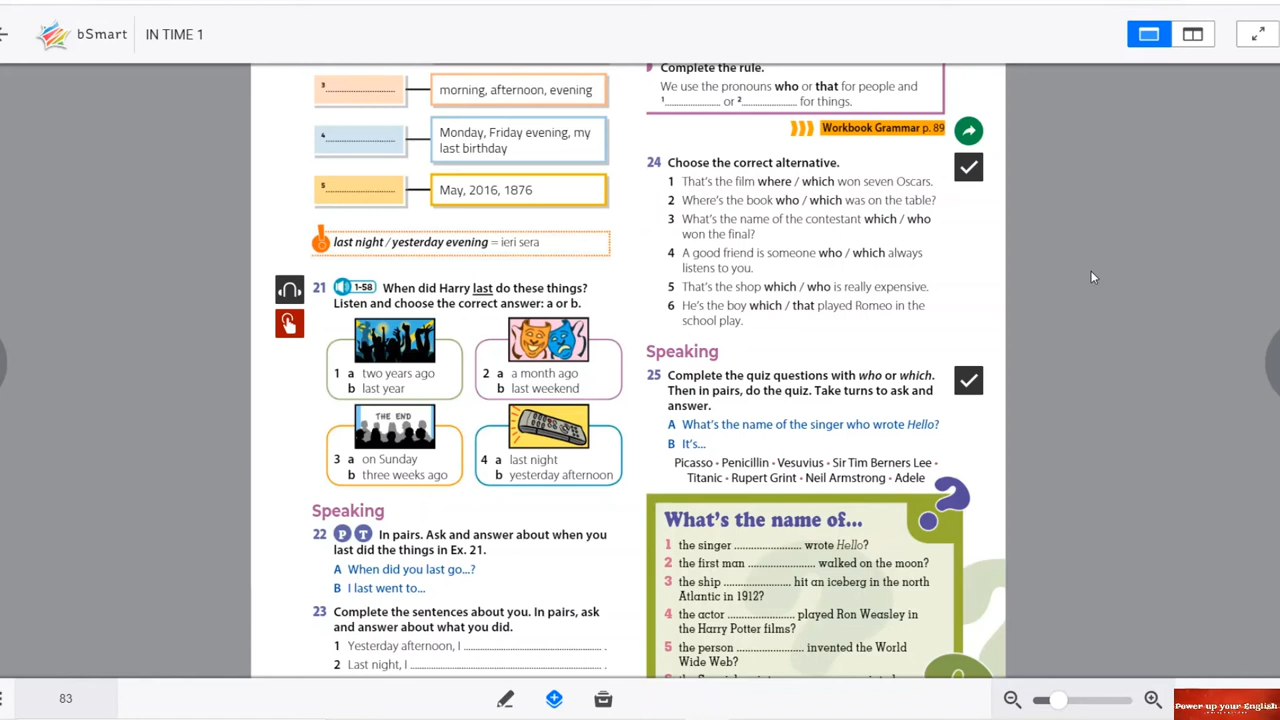 bSmart
IN TIME 1
3
morning, afternoon, evening
4
Monday, Friday evening, my
last birthday
5
May, 2016, 1876
last night / yesterday evening = ieri sera
21 1-58 When did Harry last do these things?
Listen and choose the correct answer: a or b.
1 a two years ago
b last year
2 a a month ago
b last weekend
THE END
3 a on Sunday
b three weeks ago
4 a last night
b yesterday afternoon
Speaking
22 P T In pairs. Ask and answer about when you
last did the things in Ex. 21.
A When did you last go...?
B I last went to...
23 Complete the sentences about you. In pairs, ask
and answer about what you did.
1 Yesterday afternoon, I .................................................. .
2 Last night, I .................................................. .
Complete the rule.
We use the pronouns who or that for people and
1.................... or 2.................... for things.
Workbook Grammar p. 89
24 Choose the correct alternative.
1 That's the film where / which won seven Oscars.
2 Where's the book who / which was on the table?
3 What's the name of the contestant which / who
won the final?
4 A good friend is someone who / which always
listens to you.
5 That's the shop which / who is really expensive.
6 He's the boy which / that played Romeo in the
school play.
Speaking
25 Complete the quiz questions with who or which.
Then in pairs, do the quiz. Take turns to ask and
answer.
A What's the name of the singer who wrote Hello?
B It's...
Picasso • Penicillin • Vesuvius • Sir Tim Berners Lee •
Titanic • Rupert Grint • Neil Armstrong • Adele
What's the name of...
?
1 the singer .................... wrote Hello?
2 the first man .................... walked on the moon?
3 the ship .................... hit an iceberg in the north
Atlantic in 1912?
4 the actor .................... played Ron Weasley in
the Harry Potter films?
5 the person .................... invented the World
Wide Web?
83
Power up your English